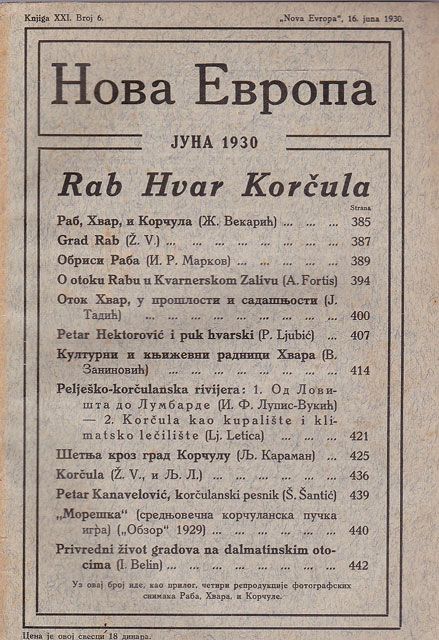 Knjiga XXI. Broj 6.
„Nova Evropa“, 16. juna 1930.
Нова Европа
ЈУНА 1930
Rab Hvar Korčula
Strana
Раб, Хвар, и Корчула (Ж. Векарић) ... ... ... 385
Grad Rab (Ž. V.) ... ... ... ... ... ... ... 387
Обриси Раба (И. Р. Марков) ... ... ... ... ... 389
O otoku Rabu u Kvarnerskom Zalivu (A. Fortis) 394
Оток Хвар, у прошлости и садашњости (Ј.
Тадић) ... ... ... ... ... ... ... 400
Petar Hektorović i puk hvarski (P. Ljubić) ... 407
Културни и књижевни радници Хвара (В.
Заниновић) ... ... ... ... ... ... 414
Pelješko-korčulanska rivijera: 1. Од Лови-
шта до Лумбарде (И. Ф. Лупис-Вукић)
— 2. Korčula kao kupalište i kli-
matsko lečilište (Lj. Letica) ... ... ... 421
Шетња кроз град Корчулу (Љ. Караман) ... 425
Korčula (Ž. V., и Љ. Л.) ... ... ... ... ... 436
Petar Kanavelović, korčulanski pesnik (Š. Šantić) 439
„Морешка“ (средњовечна корчуланска пучка
игра) („Обзор“ 1929) ... ... ... ... 440
Privredni život gradova na dalmatinskim oto-
cima (I. Belin) ... ... ... ... ... ... 442
Уз овај број иде, као прилог, четири репродукције фотографских
снимака Раба, Хвара, и Корчуле.
Цена је овој свесци 18 динара.